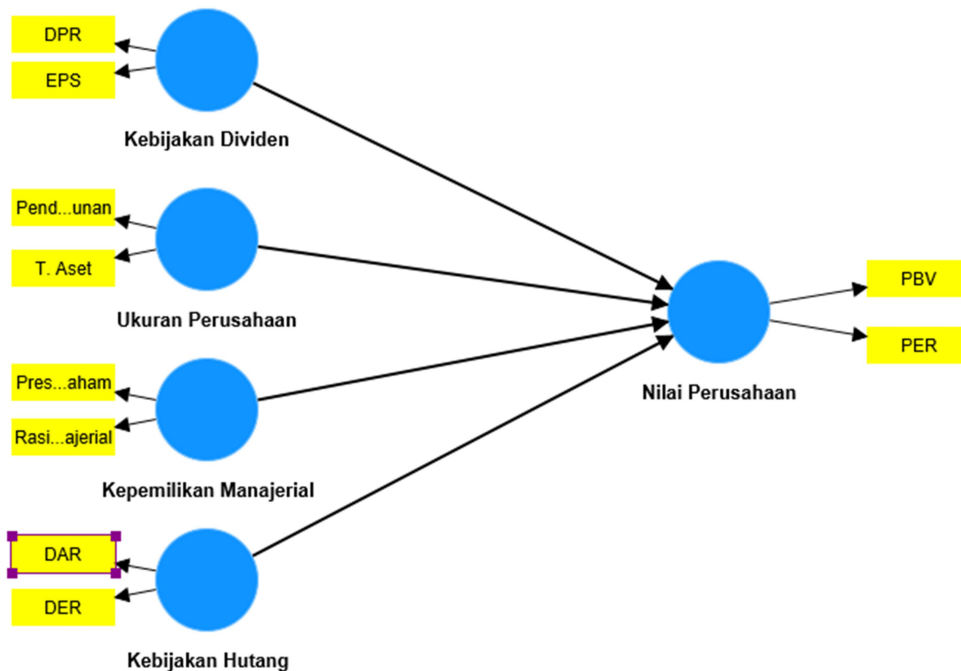 DPR
EPS
Kebijakan Dividen
Pend...unan
T. Aset
Ukuran Perusahaan
Pres...aham
Rasi...ajerial
Kepemilikan Manajerial
DAR
DER
Kebijakan Hutang
PBV
PER
Nilai Perusahaan